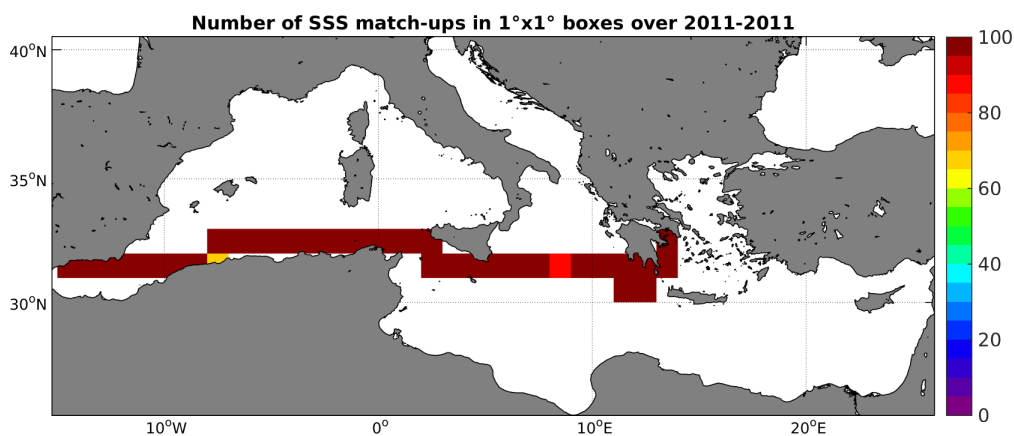 Number of SSS match-ups in 1°x1° boxes over 2011-2011
40°N
35°N
30°N
10°W
0°
10°E
20°E
100
80
60
40
20
0